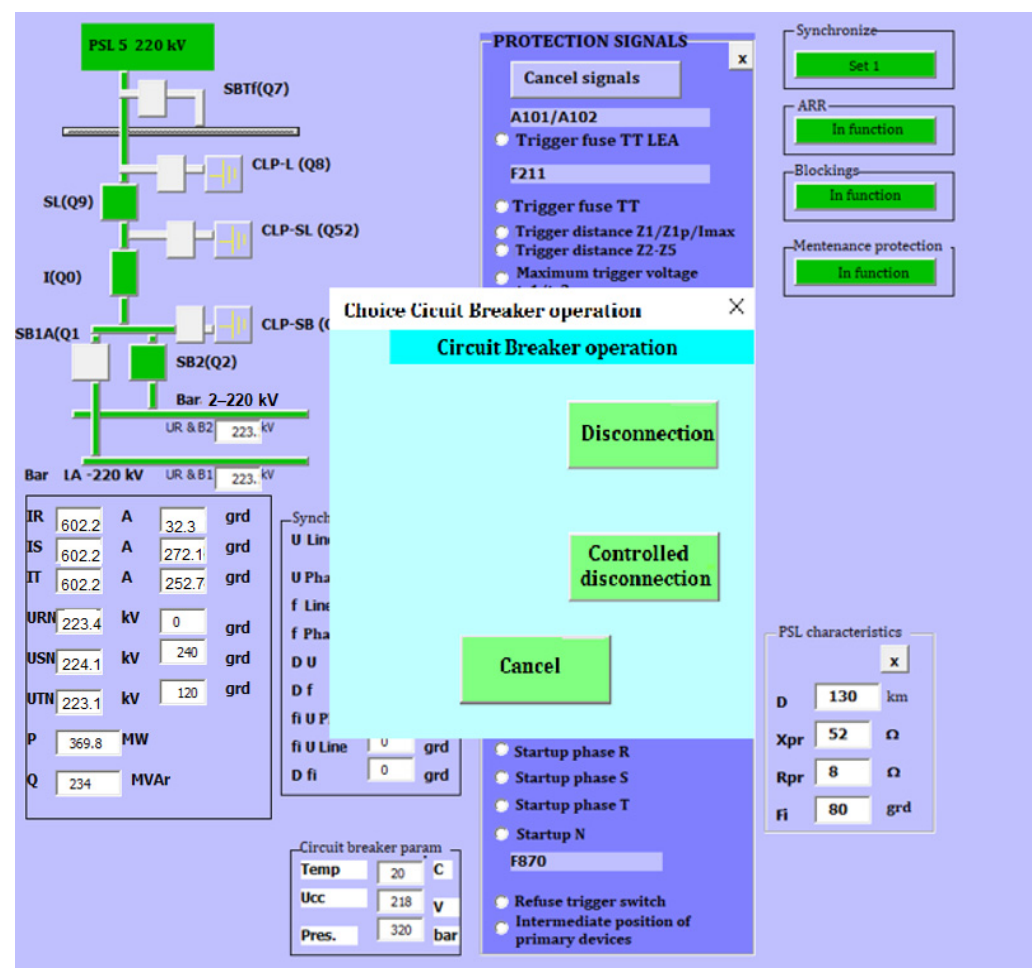 PSL 5 220 kV
SBTf(Q7)
CLP-L (Q8)
SL(Q9)
CLP-SL (Q52)
I(Q0)
CLP-SB (
SB1A(Q1
SB2(Q2)
Bar 2-220 kV
UR & B2 223. kV
Bar 1A -220 kV UR & B1 223. kV
IR 602.2 A 32.3 grd
IS 602.2 A 272.1 grd
IT 602.2 A 252.7 grd
URN 223.4 kV 0 grd
USN 224.1 kV 240 grd
UTN 223.1 kV 120 grd
P 369.8 MW
Q 234 MVAr
Synch
U Line
U Pha
f Line
f Pha
D U
D f
fi U P
fi U Line 0 grd
D fi 0 grd
Circuit breaker param
Temp 20 C
Ucc 218 V
Pres. 320 bar
PROTECTION SIGNALS
x
Cancel signals
A101/A102
Trigger fuse TT LEA
F211
Trigger fuse TT
Trigger distance Z1/Z1p/Imax
Trigger distance Z2-Z5
Maximum trigger voltage
Choice Cicuit Breaker operation
Circuit Breaker operation
Disconnection
Controlled
disconnection
Cancel
Startup phase R
Startup phase S
Startup phase T
Startup N
F870
Refuse trigger switch
Intermediate position of
primary devices
Synchronize
Set 1
ARR
In function
Blockings
In function
Mentenance protection
In function
PSL characteristics
x
D 130 km
Xpr 52 Ω
Rpr 8 Ω
Fi 80 grd